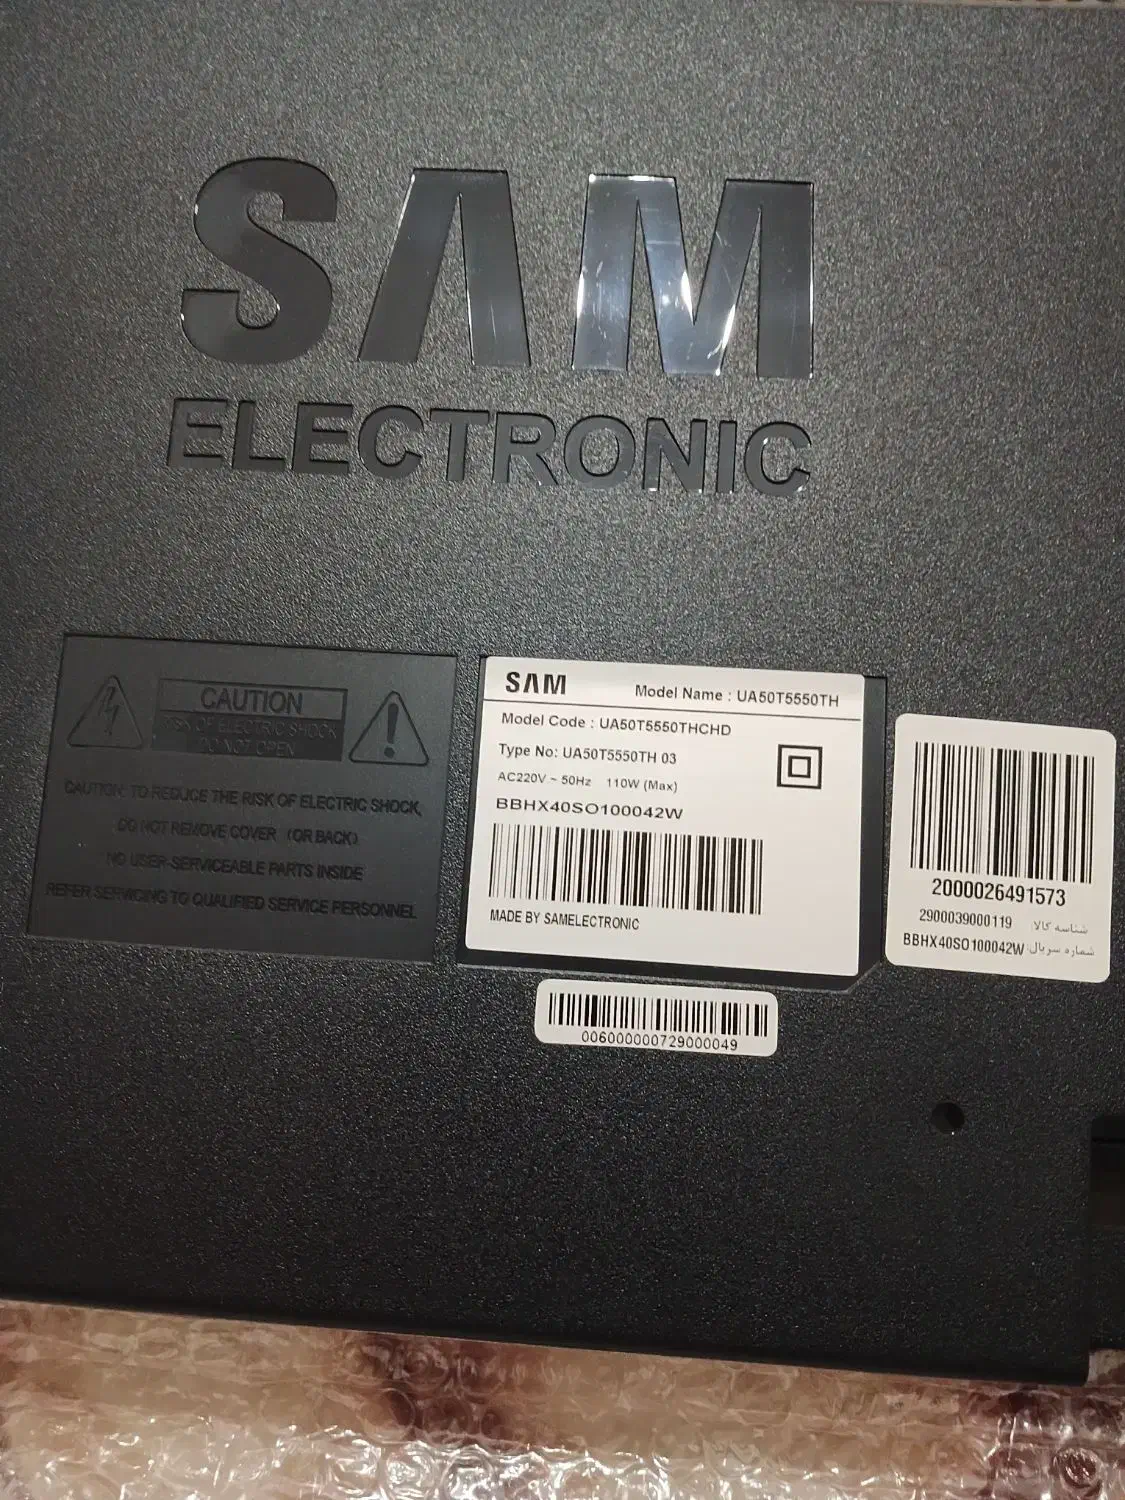 SAM
ELECTRONIC
CAUTION
RISK OF ELECTRIC SHOCK
DO NOT OPEN
CAUTION: TO REDUCE THE RISK OF ELECTRIC SHOCK,
DO NOT REMOVE COVER (OR BACK)
NO USER-SERVICEABLE PARTS INSIDE
REFER SERVICING TO QUALIFIED SERVICE PERSONNEL
SAM
Model Name : UA50T5550TH
Model Code : UA50T5550THCHD
Type No: UA50T5550TH 03
AC220V ~ 50Hz 110W (Max)
BBHX40SO100042W
MADE BY SAMELECTRONIC
2000026491573
شناسه کالا 2900039000119
شماره سریال BBHX40SO100042W
006000000729000049